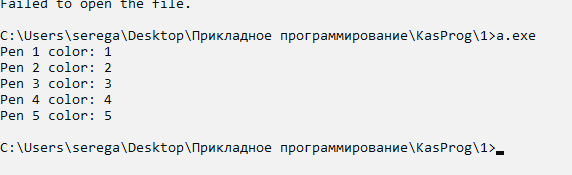 Failed to open the file.
C:\Users\serega\Desktop\Прикладное программирование\KasProg\1>a.exe
Pen 1 color: 1
Pen 2 color: 2
Pen 3 color: 3
Pen 4 color: 4
Pen 5 color: 5
C:\Users\serega\Desktop\Прикладное программирование\KasProg\1>